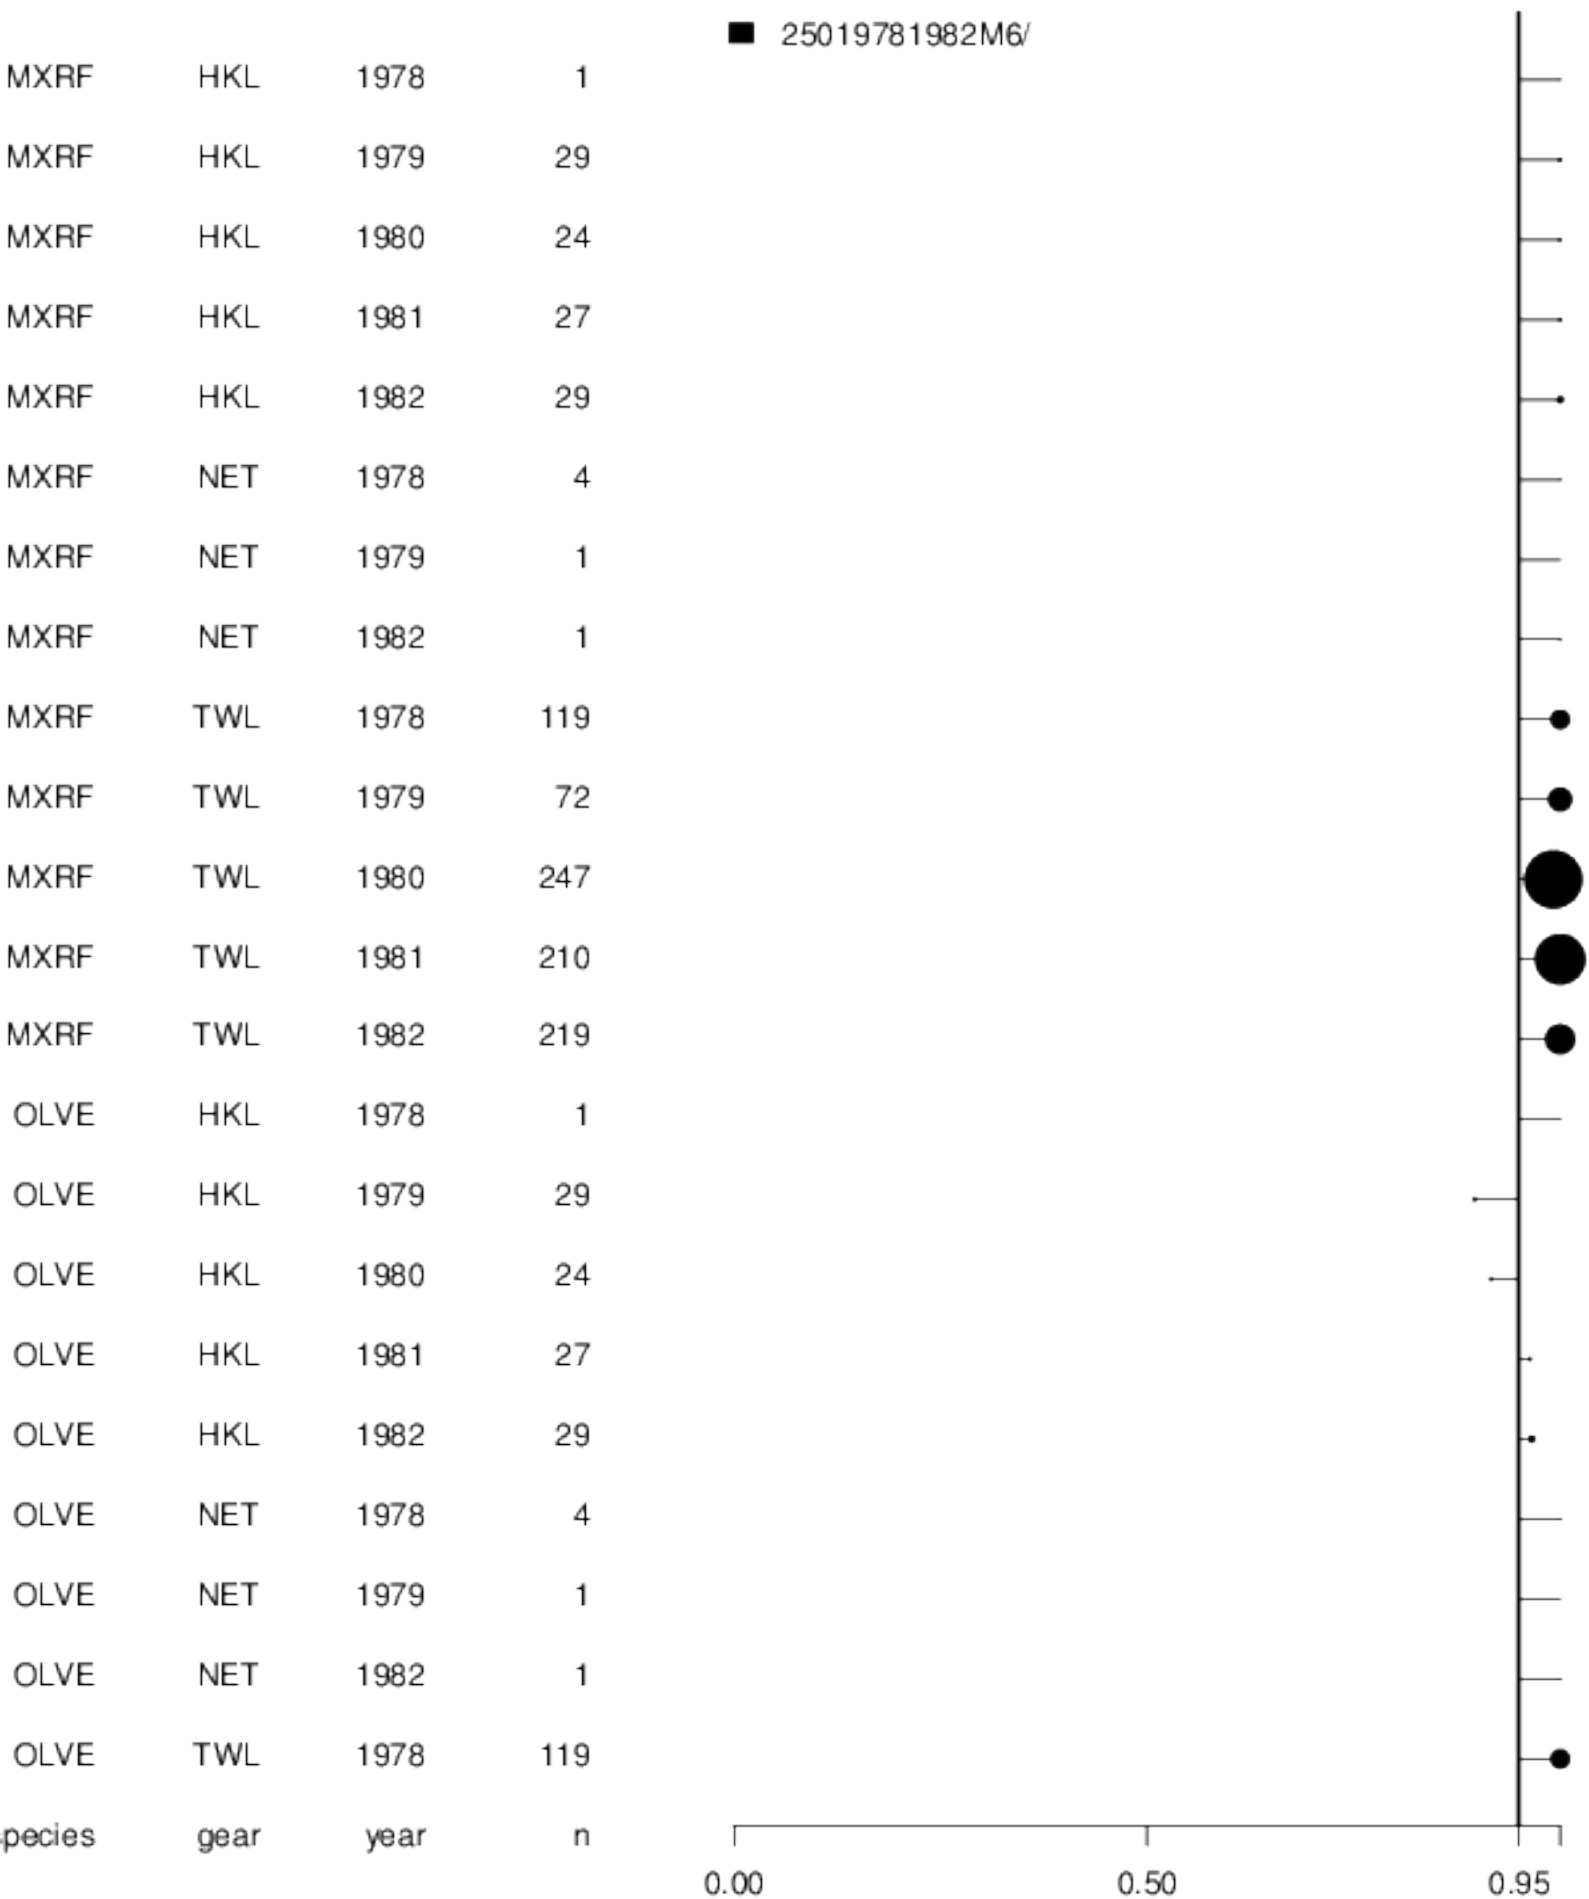 25019781982M6/
MXRF HKL 1978 1
MXRF HKL 1979 29
MXRF HKL 1980 24
MXRF HKL 1981 27
MXRF HKL 1982 29
MXRF NET 1978 4
MXRF NET 1979 1
MXRF NET 1982 1
MXRF TWL 1978 119
MXRF TWL 1979 72
MXRF TWL 1980 247
MXRF TWL 1981 210
MXRF TWL 1982 219
OLVE HKL 1978 1
OLVE HKL 1979 29
OLVE HKL 1980 24
OLVE HKL 1981 27
OLVE HKL 1982 29
OLVE NET 1978 4
OLVE NET 1979 1
OLVE NET 1982 1
OLVE TWL 1978 119
pecies gear year n
0.00 0.50 0.95